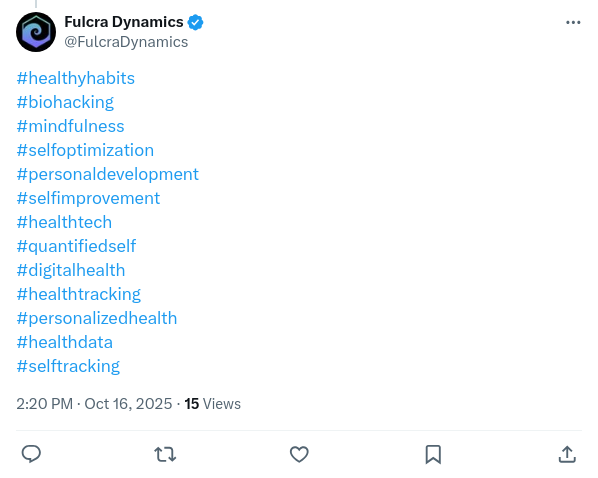 Fulcra Dynamics
@FulcraDynamics
#healthyhabits
#biohacking
#mindfulness
#selfoptimization
#personaldevelopment
#selfimprovement
#healthtech
#quantifiedself
#digitalhealth
#healthtracking
#personalizedhealth
#healthdata
#selftracking
2:20 PM · Oct 16, 2025 · 15 Views